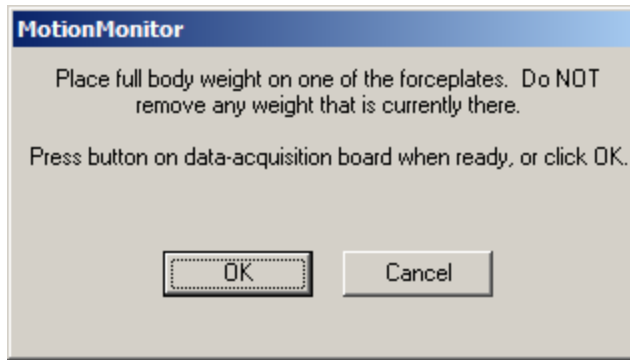 MotionMonitor
Place full body weight on one of the forceplates.  Do NOT
remove any weight that is currently there.
Press button on data-acquisition board when ready, or click OK.
OK
Cancel